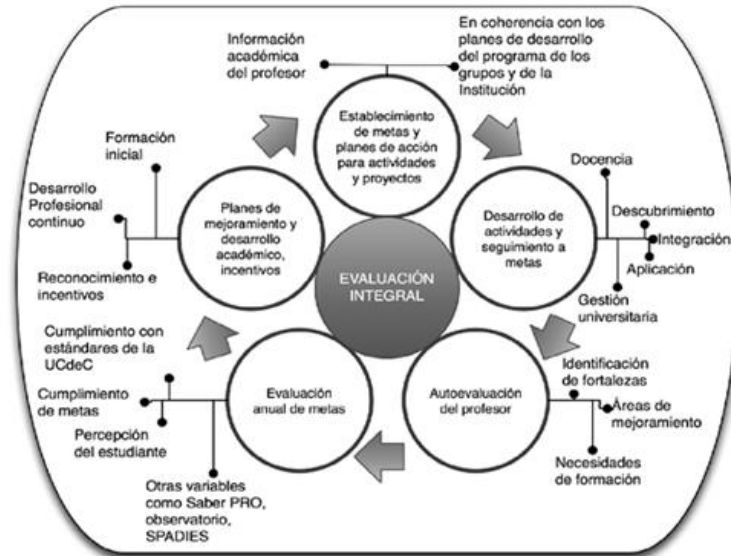 Información
académica
del profesor
En coherencia con los
planes de desarrollo
del programa de los
grupos y de la
Institución
Establecimiento
de metas y
planes de acción
para actividades
y proyectos
Formación
inicial
Desarrollo
Profesional
continuo
Reconocimiento e
incentivos
Planes de
mejoramiento y
desarrollo
académico,
incentivos
Docencia
Descubrimiento
Integración
Aplicación
Gestión
universitaria
Desarrollo de
actividades y
seguimiento a
metas
EVALUACIÓN
INTEGRAL
Cumplimiento con
estándares de la
UCdeC
Cumplimiento
de metas
Percepción
del estudiante
Otras variables
como Saber PRO,
observatorio,
SPADIES
Evaluación
anual de metas
Autoevaluación
del profesor
Identificación
de fortalezas
Áreas de
mejoramiento
Necesidades
de formación